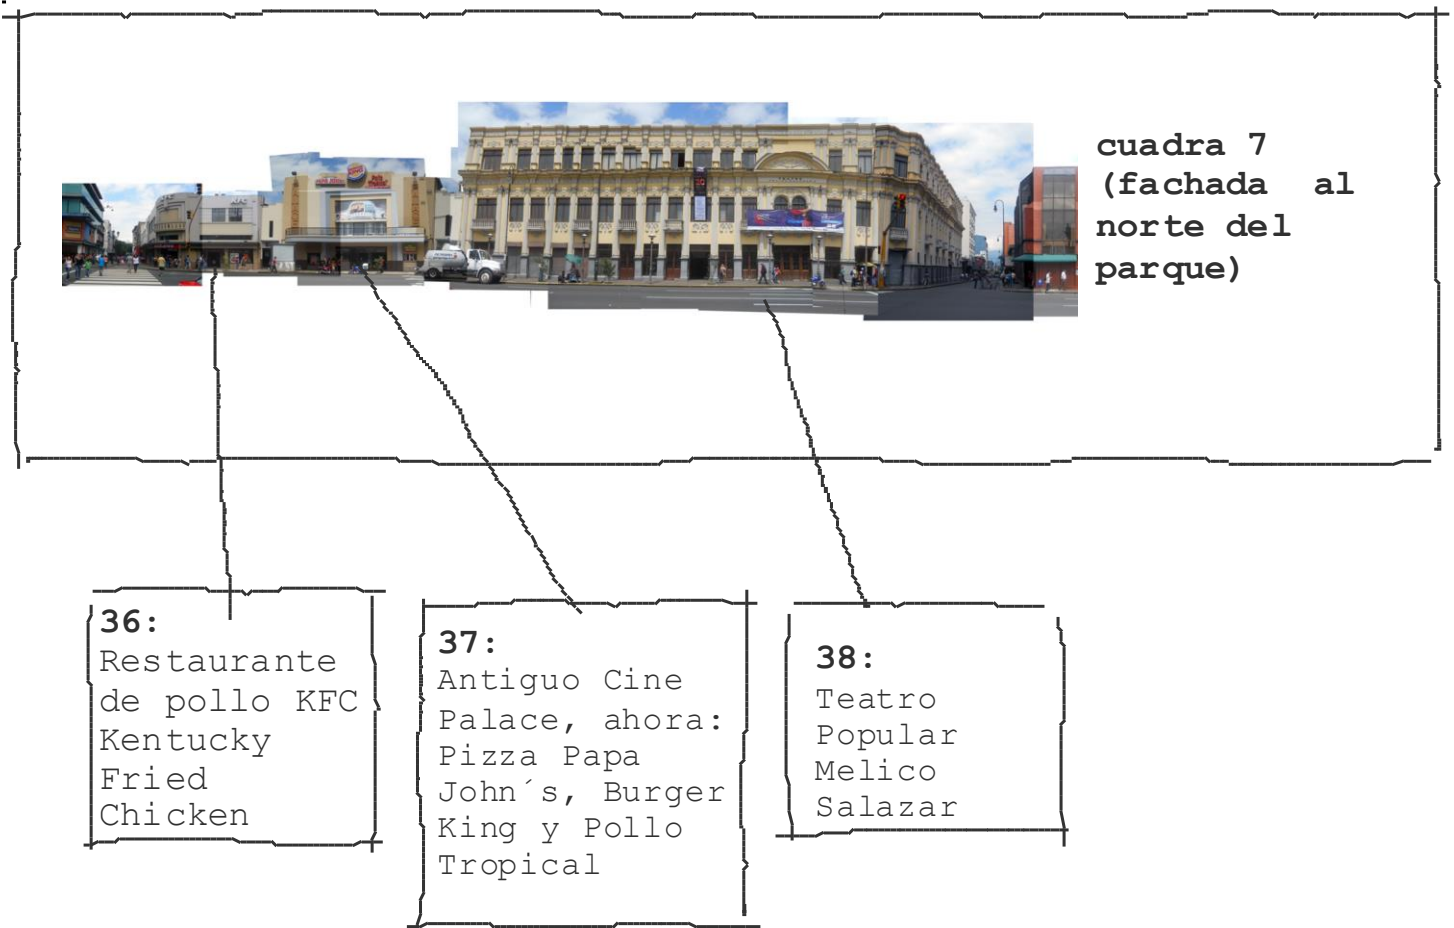 cuadra 7
(fachada al
norte del
parque)
36:
Restaurante
de pollo KFC
Kentucky
Fried
Chicken
37:
Antiguo Cine
Palace, ahora:
Pizza Papa
John´s, Burger
King y Pollo
Tropical
38:
Teatro
Popular
Melico
Salazar